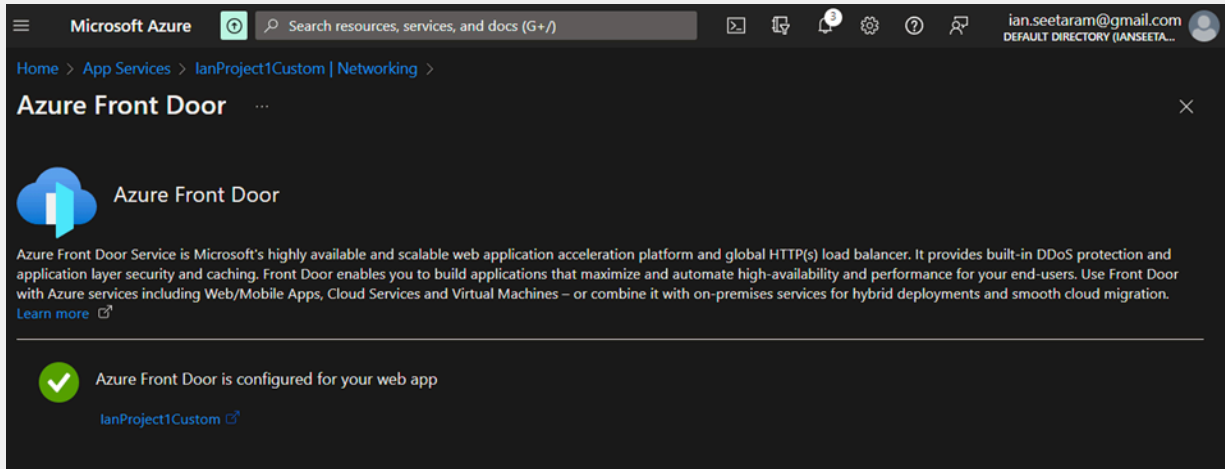 Microsoft Azure
Search resources, services, and docs (G+/)
3
ian.seetaram@gmail.com
DEFAULT DIRECTORY (IANSEETA...
Home > App Services > IanProject1Custom | Networking >
Azure Front Door ...
Azure Front Door
Azure Front Door Service is Microsoft's highly available and scalable web application acceleration platform and global HTTP(s) load balancer. It provides built-in DDoS protection and
application layer security and caching. Front Door enables you to build applications that maximize and automate high-availability and performance for your end-users. Use Front Door
with Azure services including Web/Mobile Apps, Cloud Services and Virtual Machines – or combine it with on-premises services for hybrid deployments and smooth cloud migration.
Learn more
Azure Front Door is configured for your web app
IanProject1Custom